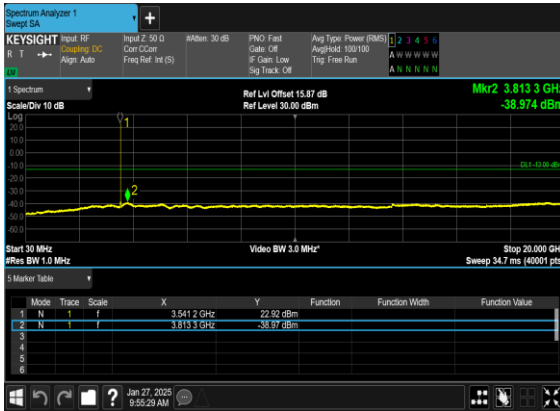 Spectrum Analyzer 1
Swept SA
KEYSIGHT
R T
Input: RF
Coupling: DC
Align: Auto
Input Z: 50 Ω
Corr CCorr
Freq Ref: Int (S)
#Atten: 30 dB
PNO: Fast
Gate: Off
IF Gain: Low
Sig Track: Off
Avg Type: Power (RMS)
Avg|Hold: 100/100
Trig: Free Run
1 2 3 4 5 6
A W W W W W
A N N N N N
1 Spectrum
Scale/Div 10 dB
Ref Lvl Offset 15.87 dB
Ref Level 30.00 dBm
Mkr2 3.813 3 GHz
-38.974 dBm
Log
20.0
10.0
0.00
-10.0
-20.0
-30.0
-40.0
-50.0
-60.0
1
2
DL1 -13.00 dBm
Start 30 MHz
#Res BW 1.0 MHz
Video BW 3.0 MHz*
Stop 20.000 GHz
Sweep 34.7 ms (40001 pts)
5 Marker Table
Mode Trace Scale X Y Function Function Width Function Value
1 N 1 f 3.541 2 GHz 22.92 dBm
2 N 1 f 3.813 3 GHz -38.97 dBm
3
4
5
6
Jan 27, 2025
9:55:29 AM